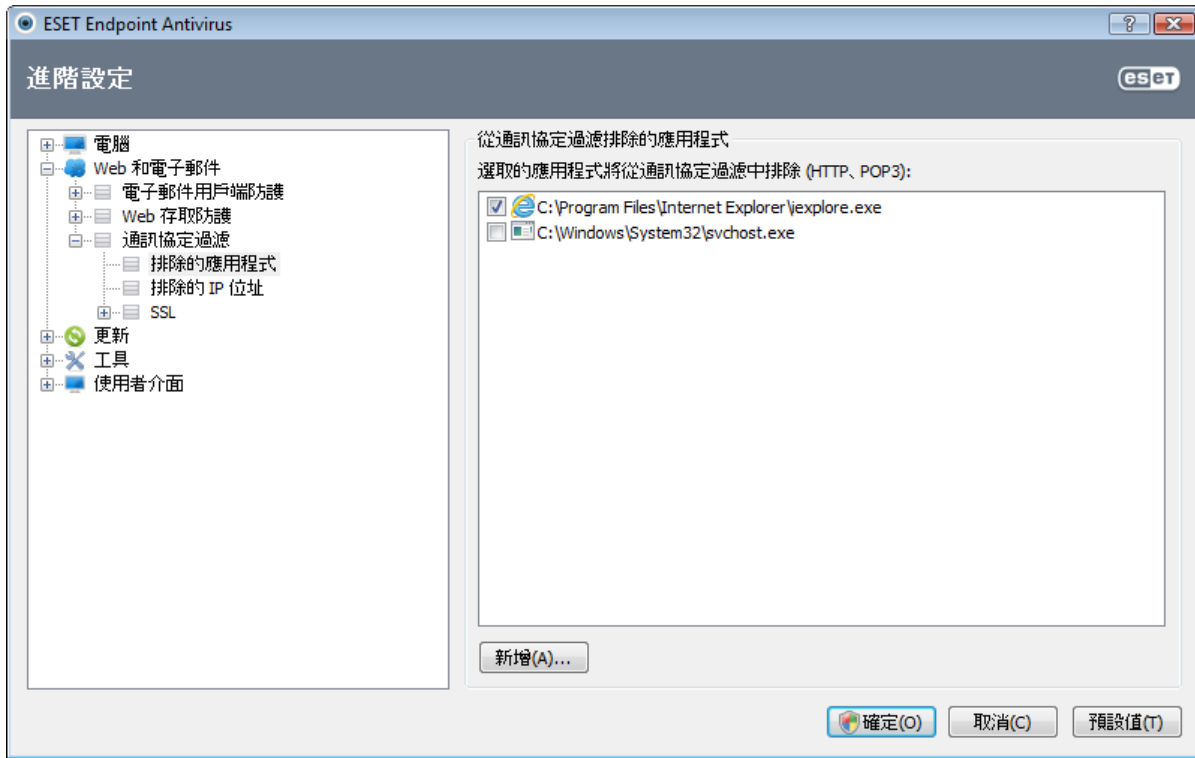 ESET Endpoint Antivirus
?
進階設定
eseT
電腦
Web 和電子郵件
電子郵件用戶端防護
Web 存取防護
通訊協定過濾
排除的應用程式
排除的 IP 位址
SSL
更新
工具
使用者介面
從通訊協定過濾排除的應用程式
選取的應用程式將從通訊協定過濾中排除 (HTTP、POP3):
C:\Program Files\Internet Explorer\iexplore.exe
C:\Windows\System32\svchost.exe
新增(A)...
確定(O)
取消(C)
預設值(T)